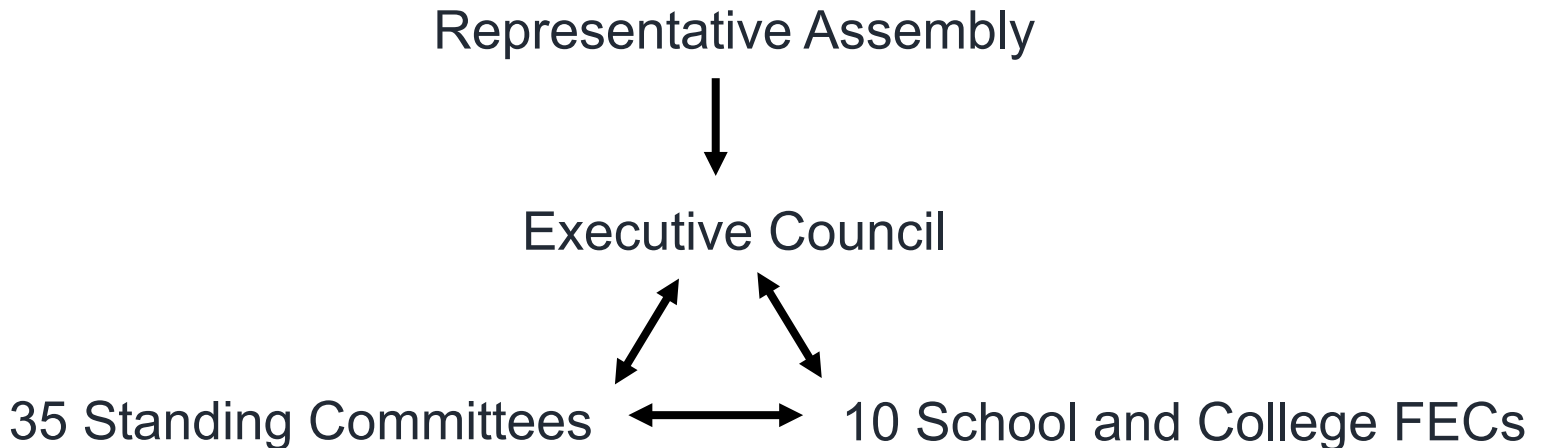 Representative Assembly
Executive Council
35 Standing Committees
10 School and College FECs